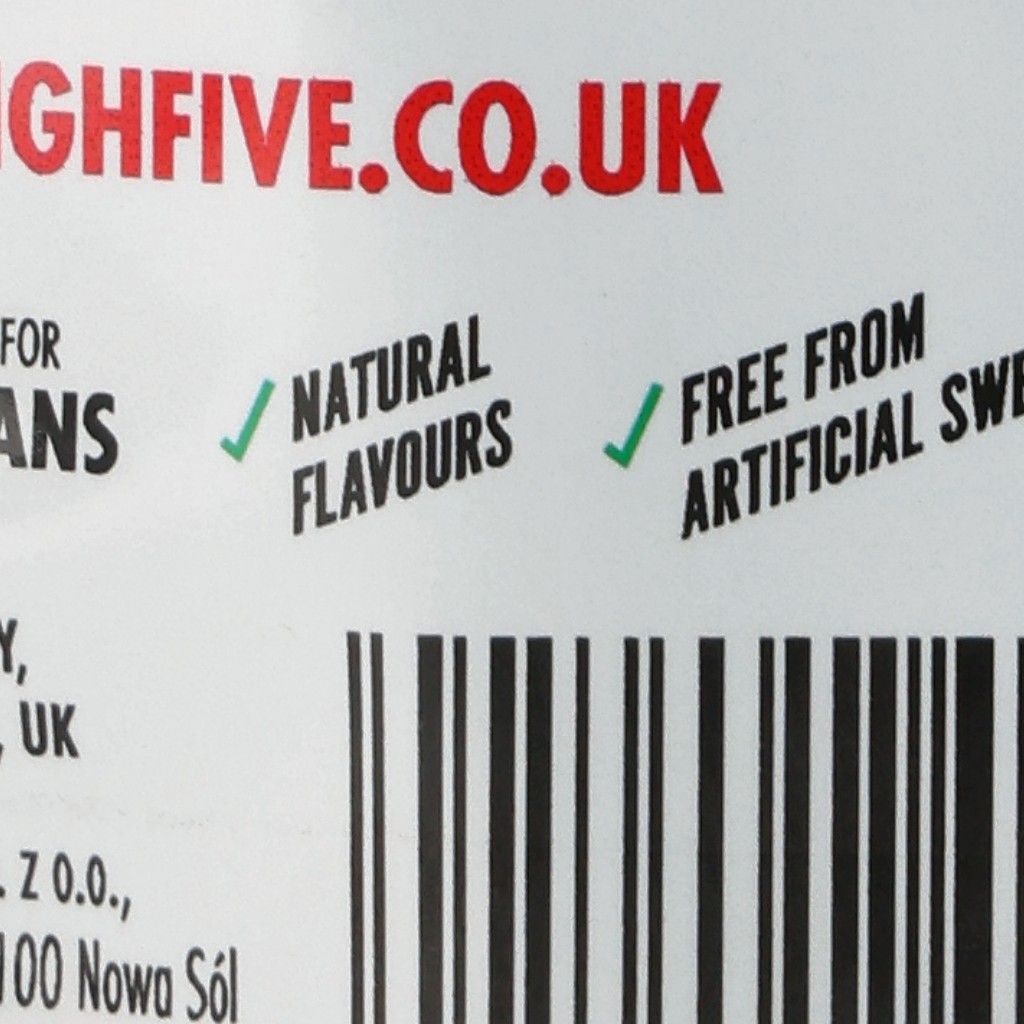 IGHFIVE.CO.UK
FOR
ANS
NATURAL
FLAVOURS
FREE FROM
ARTIFICIAL SWE
Y,
, UK
. Z O.O.,
100 Nowa Sól